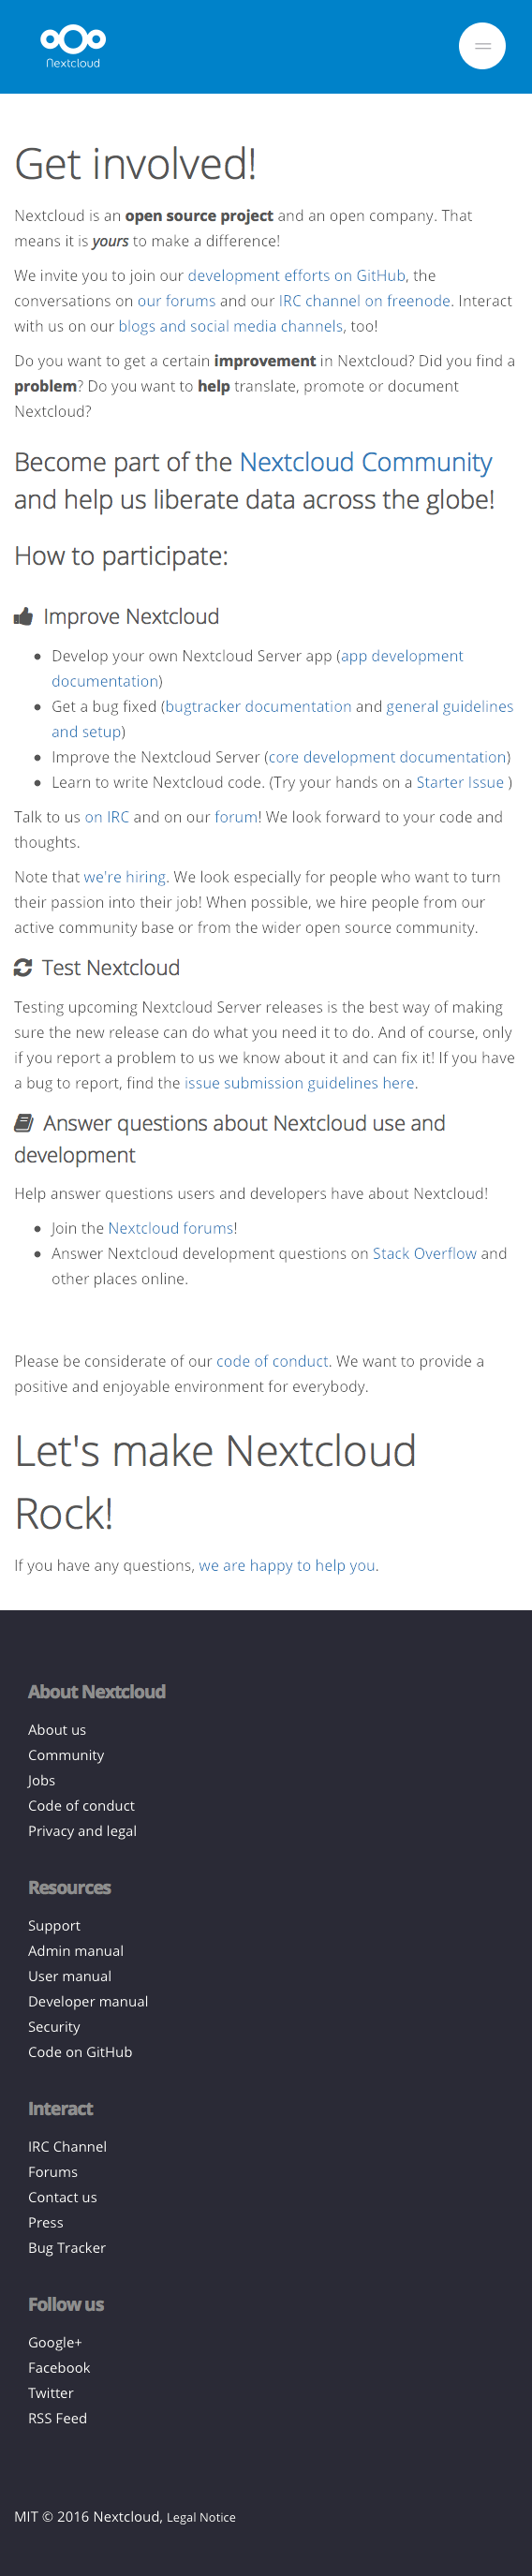 Nextcloud
Get involved!
Nextcloud is an open source project and an open company. That
means it is yours to make a difference!
We invite you to join our development efforts on GitHub, the
conversations on our forums and our IRC channel on freenode. Interact
with us on our blogs and social media channels, too!
Do you want to get a certain improvement in Nextcloud? Did you find a
problem? Do you want to help translate, promote or document
Nextcloud?
Become part of the Nextcloud Community
and help us liberate data across the globe!
How to participate:
Improve Nextcloud
• Develop your own Nextcloud Server app (app development
documentation)
• Get a bug fixed (bugtracker documentation and general guidelines
and setup)
• Improve the Nextcloud Server (core development documentation)
• Learn to write Nextcloud code. (Try your hands on a Starter Issue )
Talk to us on IRC and on our forum! We look forward to your code and
thoughts.
Note that we're hiring. We look especially for people who want to turn
their passion into their job! When possible, we hire people from our
active community base or from the wider open source community.
Test Nextcloud
Testing upcoming Nextcloud Server releases is the best way of making
sure the new release can do what you need it to do. And of course, only
if you report a problem to us we know about it and can fix it! If you have
a bug to report, find the issue submission guidelines here.
Answer questions about Nextcloud use and
development
Help answer questions users and developers have about Nextcloud!
• Join the Nextcloud forums!
• Answer Nextcloud development questions on Stack Overflow and
other places online.
Please be considerate of our code of conduct. We want to provide a
positive and enjoyable environment for everybody.
Let's make Nextcloud
Rock!
If you have any questions, we are happy to help you.
About Nextcloud
About us
Community
Jobs
Code of conduct
Privacy and legal
Resources
Support
Admin manual
User manual
Developer manual
Security
Code on GitHub
Interact
IRC Channel
Forums
Contact us
Press
Bug Tracker
Follow us
Google+
Facebook
Twitter
RSS Feed
MIT © 2016 Nextcloud, Legal Notice